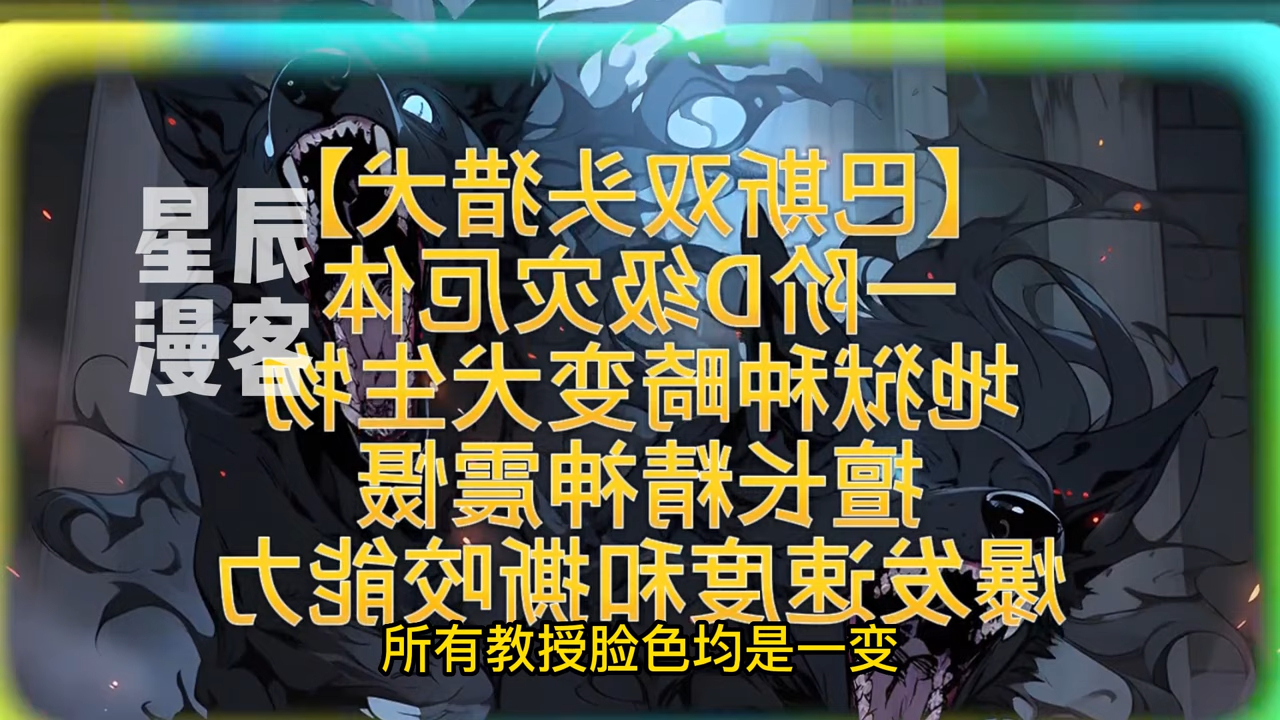 星辰
漫客
【巴斯双头猎犬】
一阶D级灾厄体
地狱种畸变犬生物
擅长精神震慑
爆发速度和撕咬能力
所有教授脸色均是一变